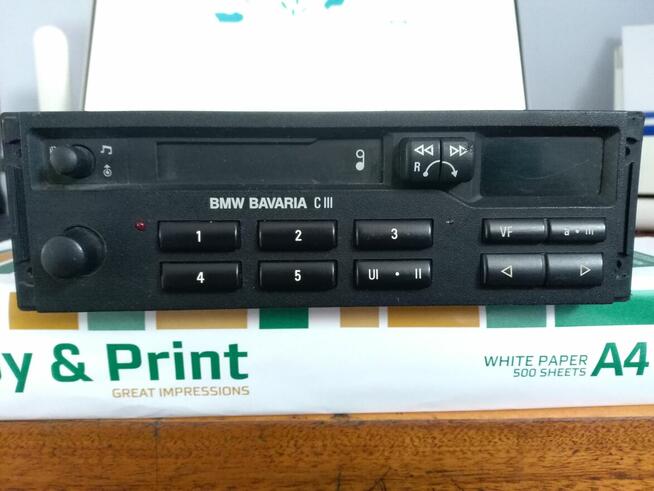 R
BMW BAVARIA C III
1
2
3
VF
a • m
4
5
UI • II
y & Print
GREAT IMPRESSIONS
WHITE PAPER
500 SHEETS
A4